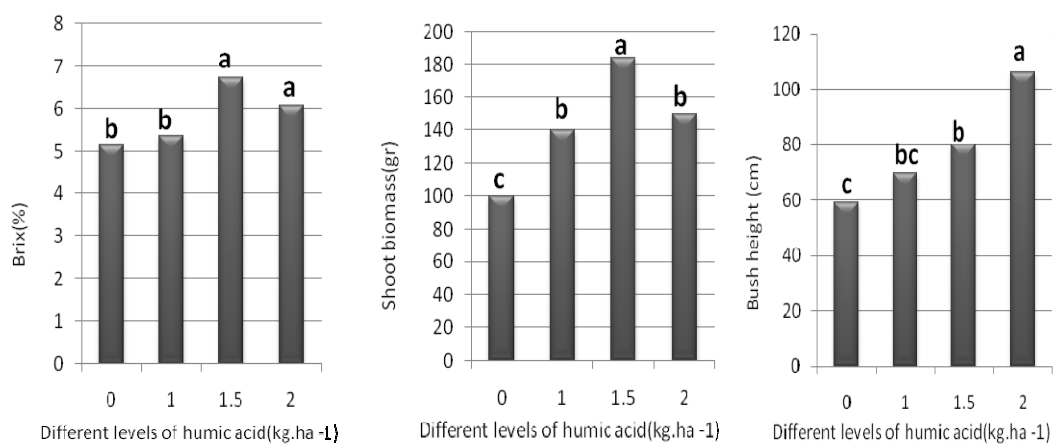 Brix(%)
8
7
6
5
4
3
2
1
0
b
b
a
a
0
1
1.5
2
Different levels of humic acid(kg.ha -1)
Shoot biomass(gr)
200
180
160
140
120
100
80
60
40
20
0
c
b
a
b
0
1
1.5
2
Different levels of humic acid(kg.ha -1)
Bush height (cm)
120
100
80
60
40
20
0
c
bc
b
a
0
1
1.5
2
Different levels of humic acid(kg.ha -1)